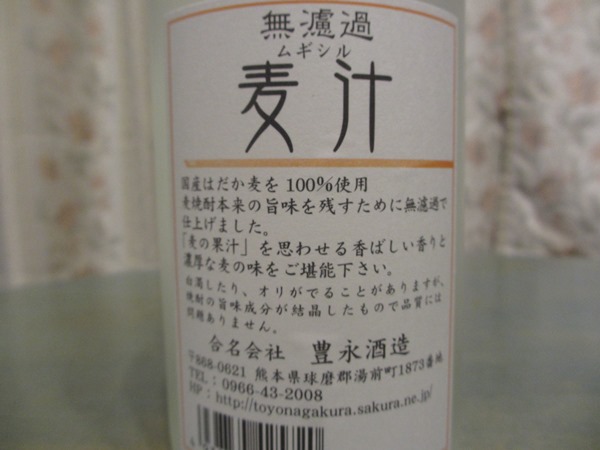 無濾過
ムギシル
麦汁
国産はだか麦を100%使用
麦焼酎本来の旨味を残すために無濾過で
仕上げました。
「麦の果汁」を思わせる香ばしい香りと
濃厚な麦の味をご堪能下さい。
白濁したり、オリがでることがありますが、
焼酎の旨味成分が結晶したもので品質には
問題ありません。
合名会社 豊永酒造
〒868-0621 熊本県球磨郡湯前町1873番地
TEL：0966-43-2008
HP：http://toyonagakura.sakura.ne.jp/